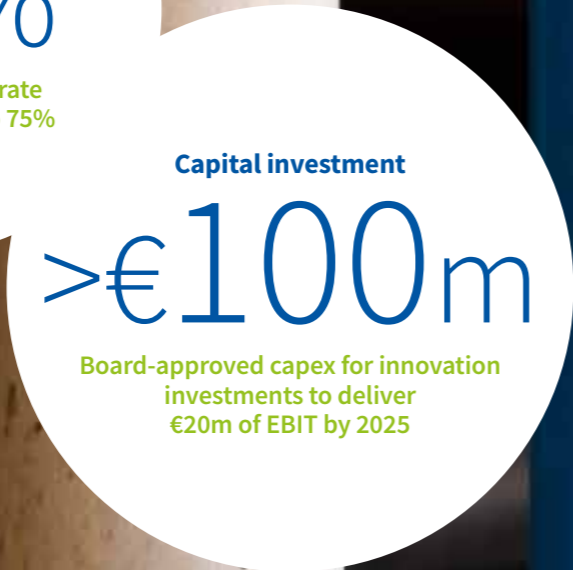 %
rate
75%
Capital investment
>€100m
Board-approved capex for innovation
investments to deliver
€20m of EBIT by 2025